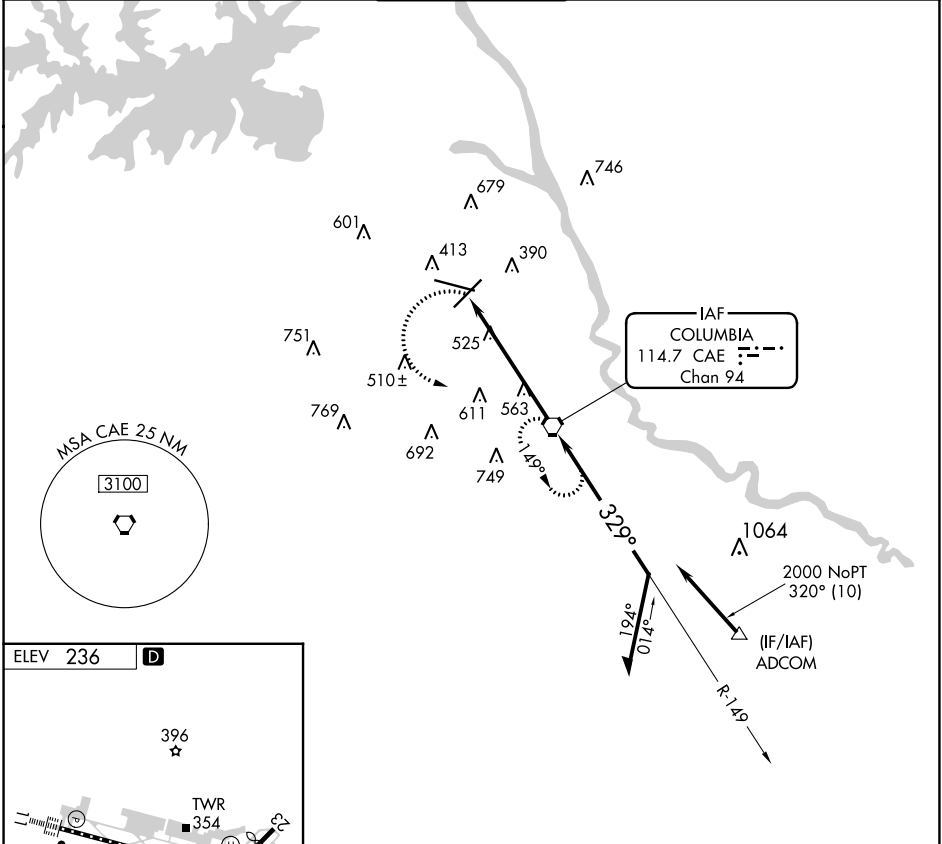 746
679
601
413
390
IAF
COLUMBIA
114.7 CAE
Chan 94
751
525
510±
769
611
563
692
749
149°
MSA CAE 25 NM
3100
329°
1064
2000 NoPT
320° (10)
194°
014°
(IF/IAF)
ADCOM
R-149
ELEV 236
D
396
TWR
354
11
P
23